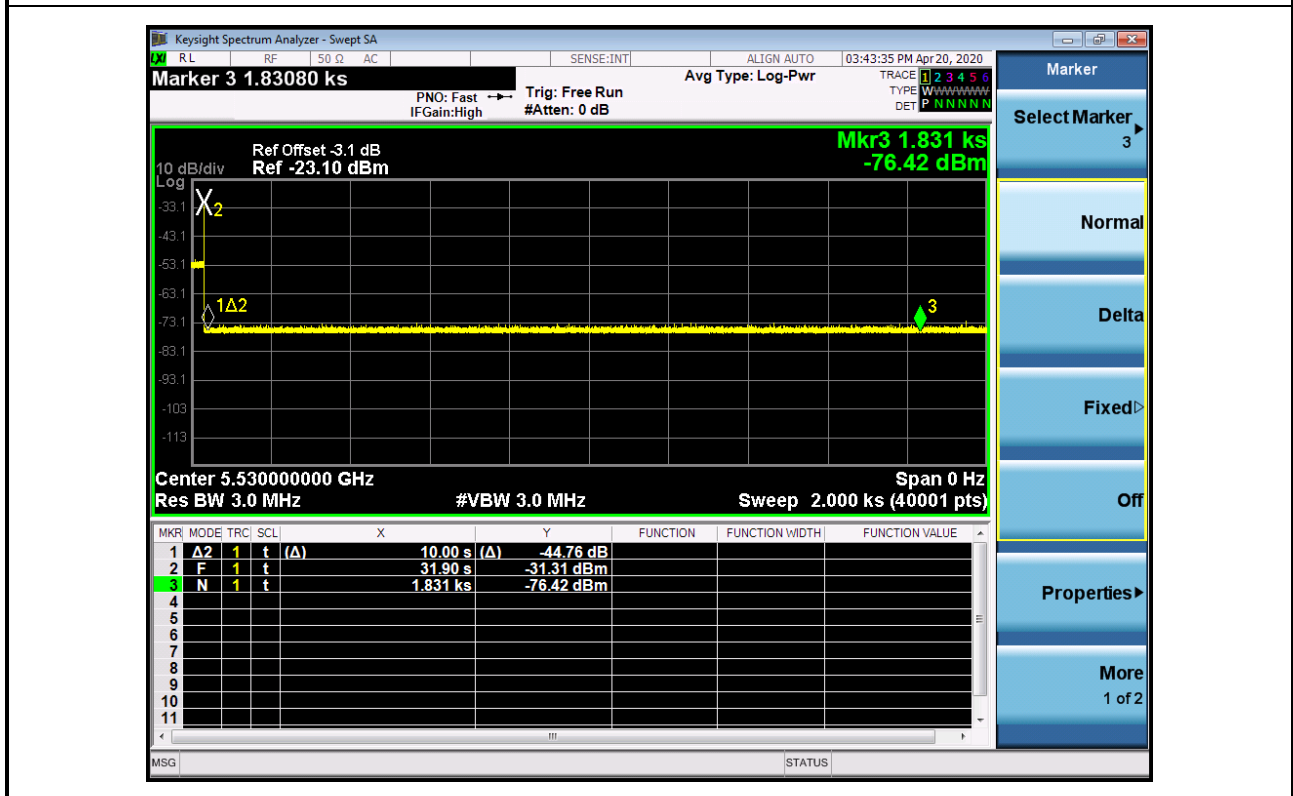 Keysight Spectrum Analyzer - Swept SA
LXI RL RF 50 Ω AC SENSE:INT ALIGN AUTO 03:43:35 PM Apr 20, 2020
Marker 3 1.83080 ks
Avg Type: Log-Pwr
TRACE 1 2 3 4 5 6
TYPE WWWWWW
DET P N N N N N
PNO: Fast
IFGain:High
Trig: Free Run
#Atten: 0 dB
Mkr3 1.831 ks
-76.42 dBm
Ref Offset -3.1 dB
10 dB/div Ref -23.10 dBm
Log
-33.1
-43.1
-53.1
-63.1
-73.1
-83.1
-93.1
-103
-113
X2
1Δ2
3
Center 5.530000000 GHz Span 0 Hz
Res BW 3.0 MHz #VBW 3.0 MHz Sweep 2.000 ks (40001 pts)
MKR MODE TRC SCL X Y FUNCTION FUNCTION WIDTH FUNCTION VALUE
1 Δ2 1 t (Δ) 10.00 s (Δ) -44.76 dB
2 F 1 t 31.90 s -31.31 dBm
3 N 1 t 1.831 ks -76.42 dBm
4
5
6
7
8
9
10
11
MSG STATUS
Marker
Select Marker
3
Normal
Delta
Fixed
Off
Properties
More
1 of 2